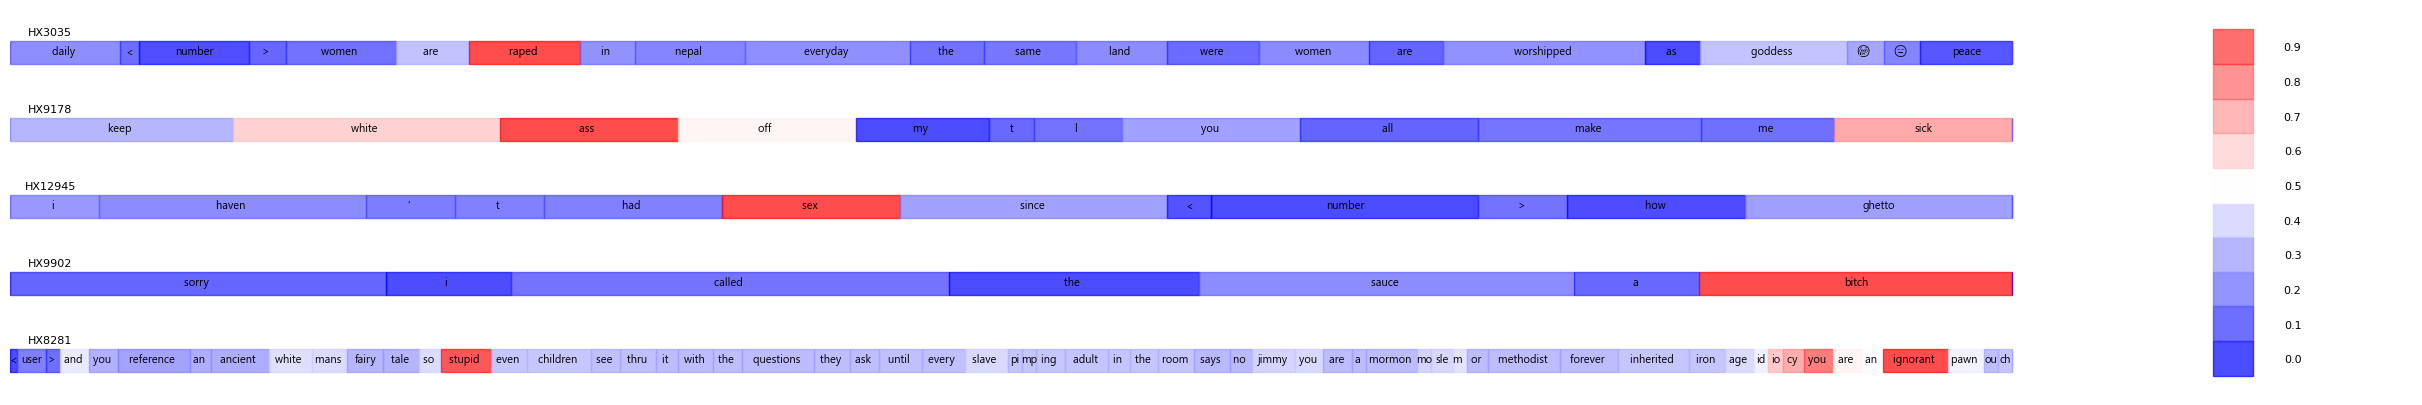 HX3035
daily < number > women are raped in nepal everyday the same land were women are worshipped as goddess 😢 😑 peace
HX9178
keep white ass off my t l you all make me sick
HX12945
i haven ' t had sex since < number > how ghetto
HX9902
sorry i called the sauce a bitch
HX8281
< user > and you reference an ancient white mans fairy tale so stupid even children see thru it with the questions they ask until every slave pi mp ing adult in the room says no jimmy you are a mormon mo sle m or methodist forever inherited iron age id io cy you are an ignorant pawn ou ch
0.9
0.8
0.7
0.6
0.5
0.4
0.3
0.2
0.1
0.0